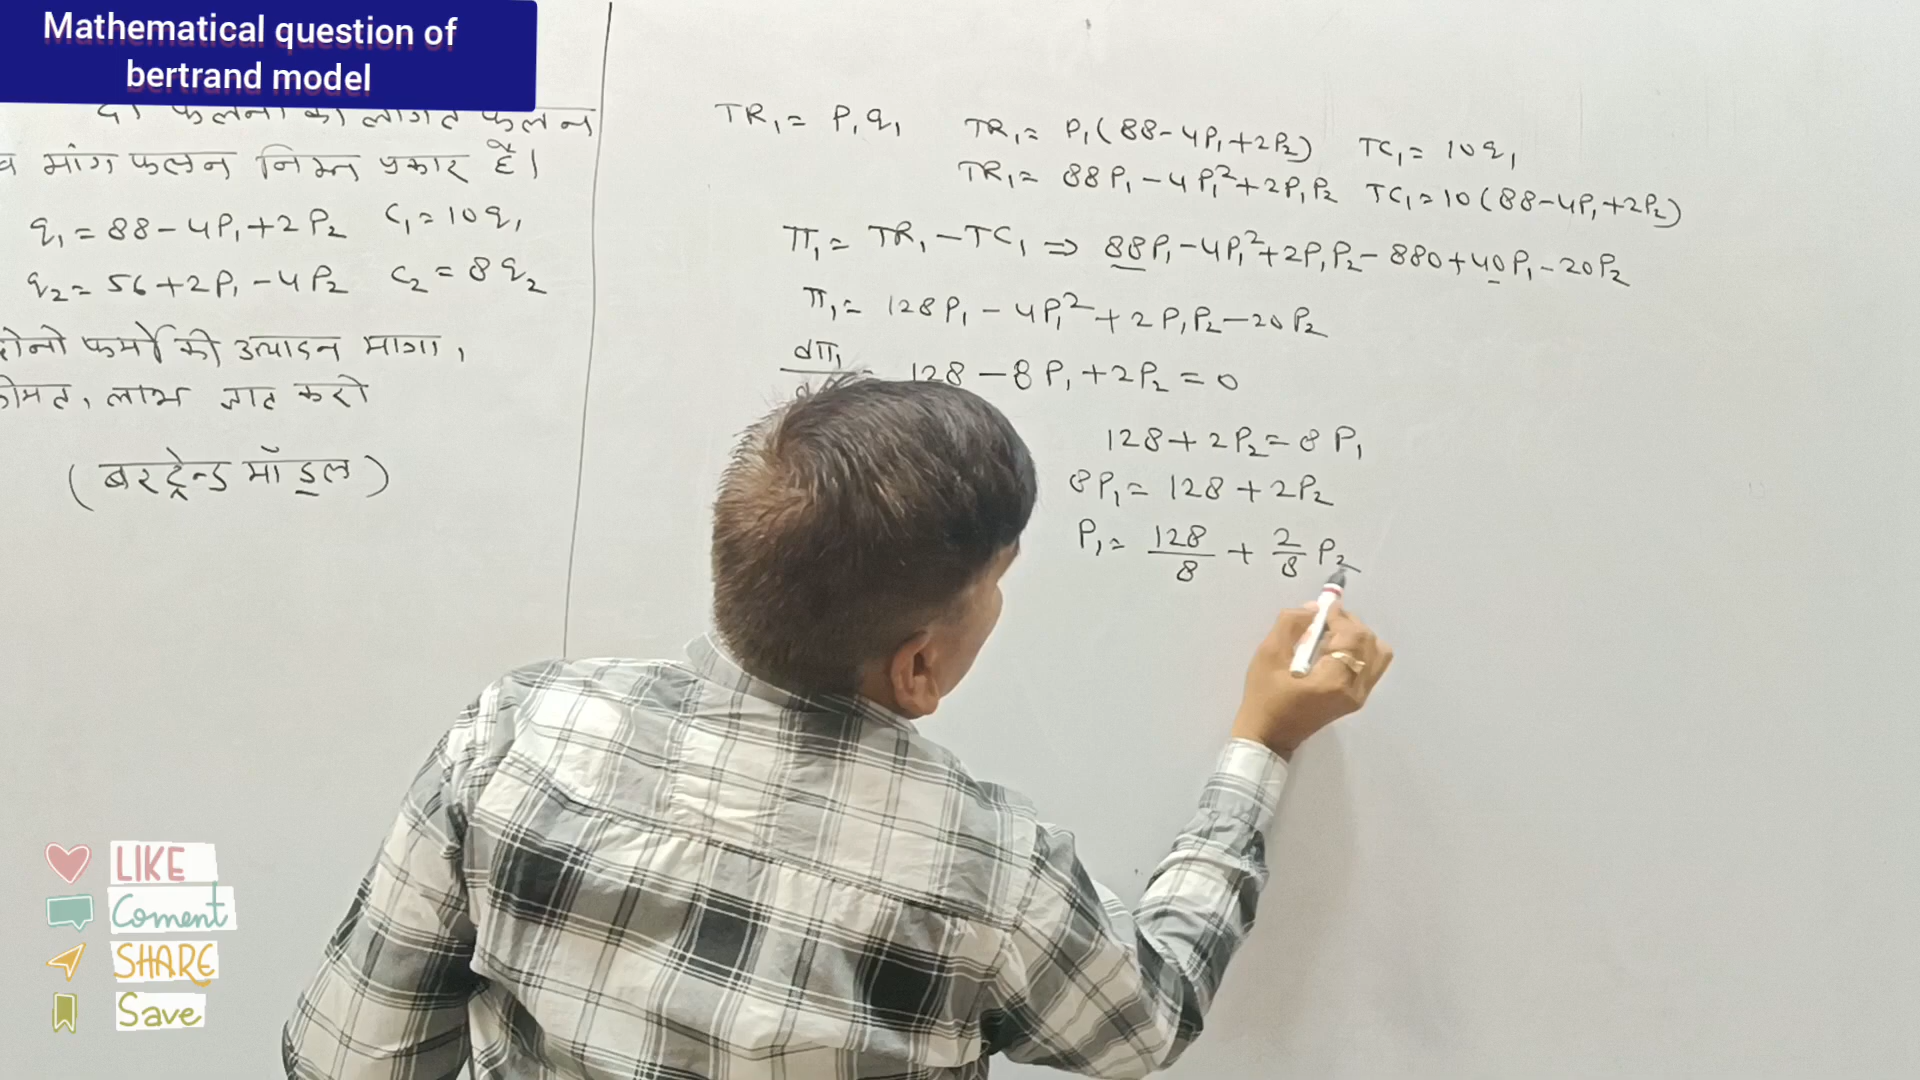 Mathematical question of
bertrand model
मांग फलन निम्न प्रकार है।
q₁ = 88 - 4P₁ + 2P₂ C₁ = 10q₁
q₂ = 56 + 2P₁ - 4P₂ C₂ = 8q₂
दोनो फर्मो की उत्पादन मात्रा,
कीमत, लाभ ज्ञात करो
(बरट्रेन्ड मॉडल)
TR₁ = P₁q₁ TR₁ = P₁(88 - 4P₁ + 2P₂) TC₁ = 10q₁
TR₁ = 88P₁ - 4P₁² + 2P₁P₂ TC₁ = 10(88 - 4P₁ + 2P₂)
π₁ = TR₁ - TC₁ ⇒ 88P₁ - 4P₁² + 2P₁P₂ - 880 + 40P₁ - 20P₂
π₁ = 128P₁ - 4P₁² + 2P₁P₂ - 20P₂
dπ₁ 128 - 8P₁ + 2P₂ = 0
128 + 2P₂ = 8P₁
8P₁ = 128 + 2P₂
P₁ = 128/8 + 2/8 P₂
LIKE
Coment
SHARE
Save